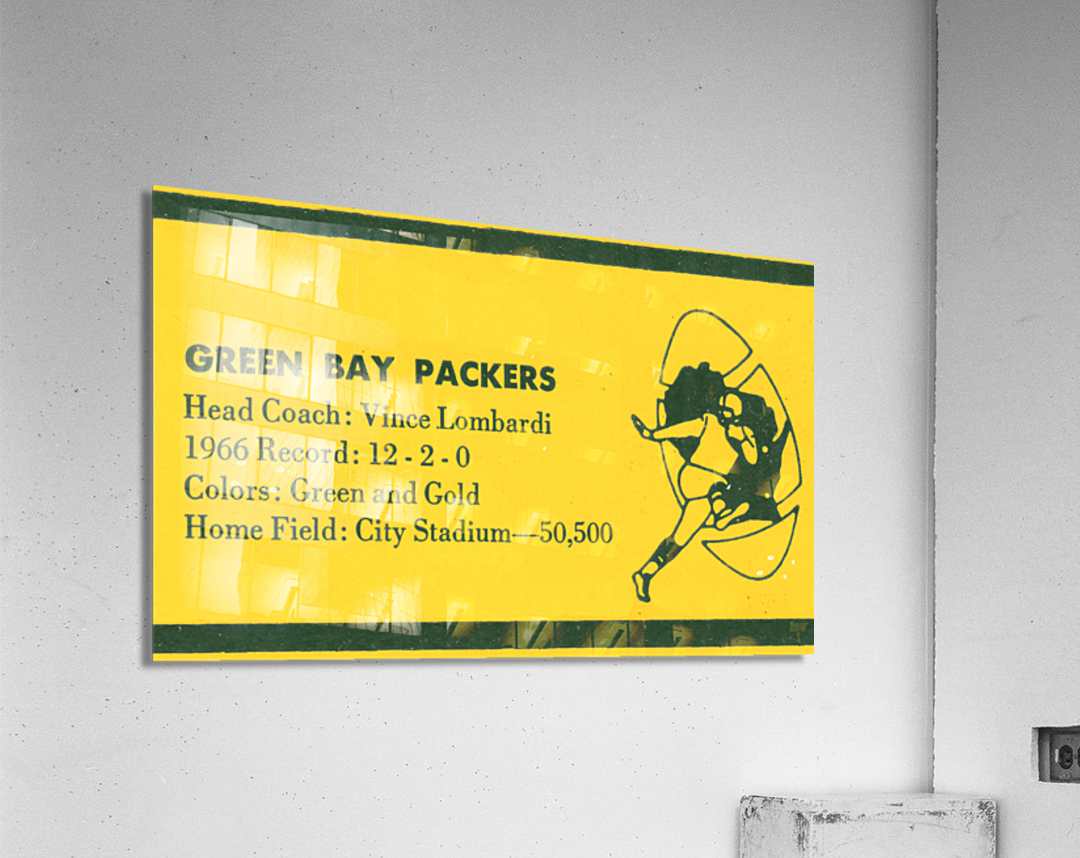 GREEN BAY PACKERS
Head Coach: Vince Lombardi
1966 Record: 12-2-0
Colors: Green and Gold
Home Field: City Stadium—50,500